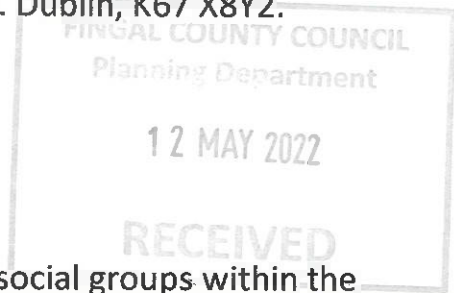 . Dublin, K67 X8Y2.
FINGAL COUNTY COUNCIL
Planning Department
12 MAY 2022
RECEIVED
social groups within the